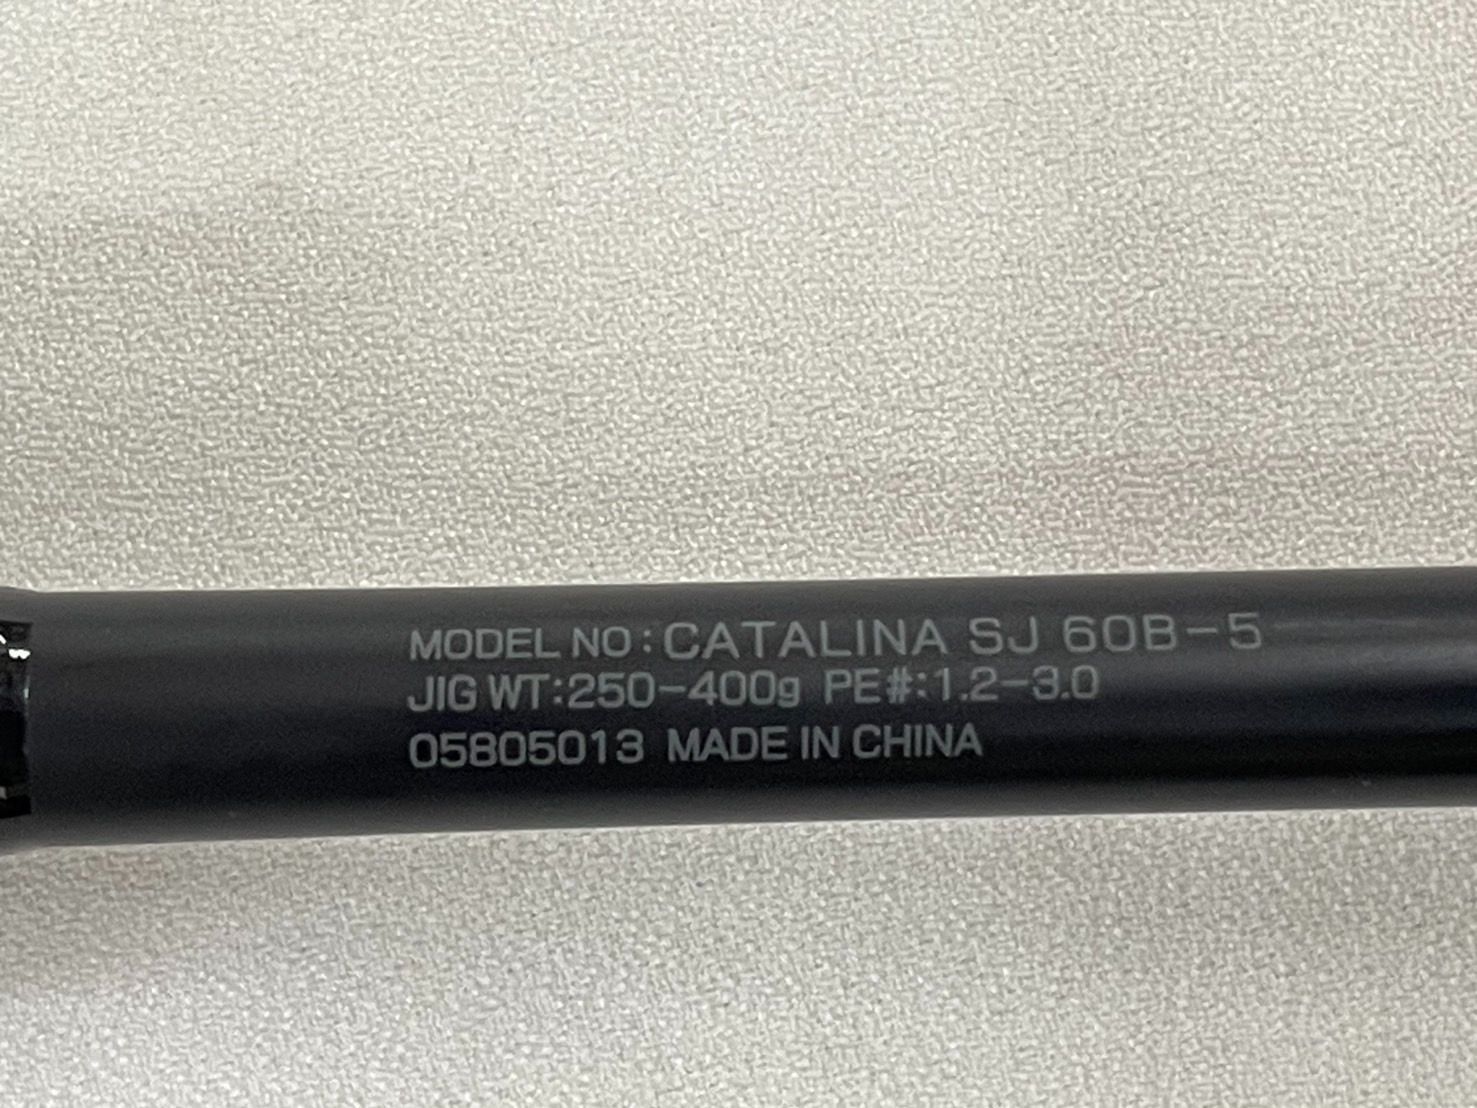 MODEL NO:CATALINA SJ 60B-5
JIG WT:250-400g PE#:1.2-3.0
05805013 MADE IN CHINA